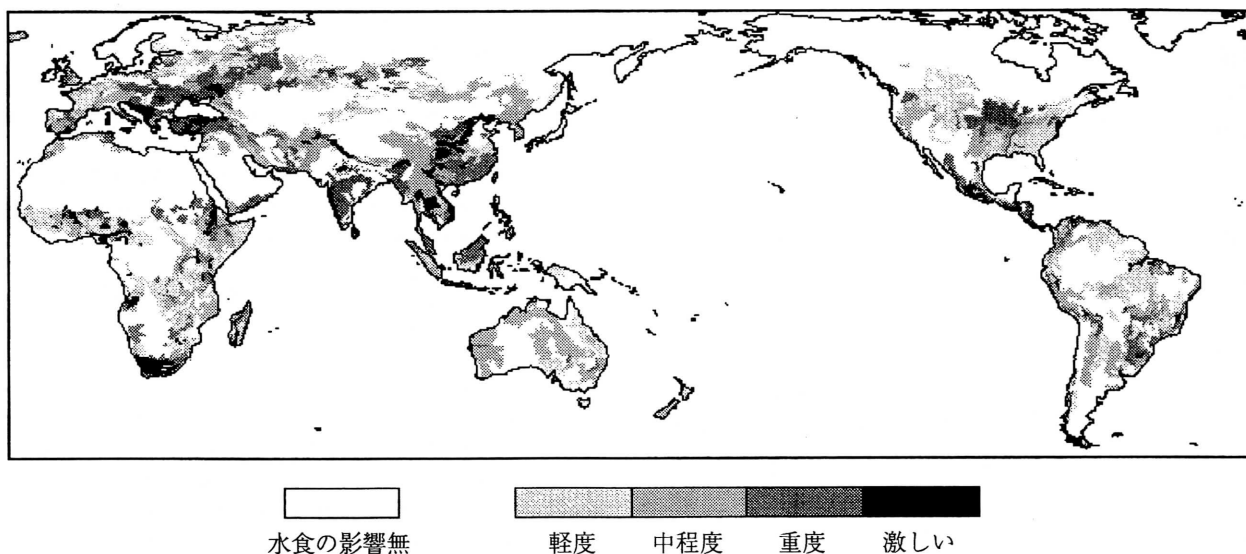 水食の影響無
軽度
中程度
重度
激しい